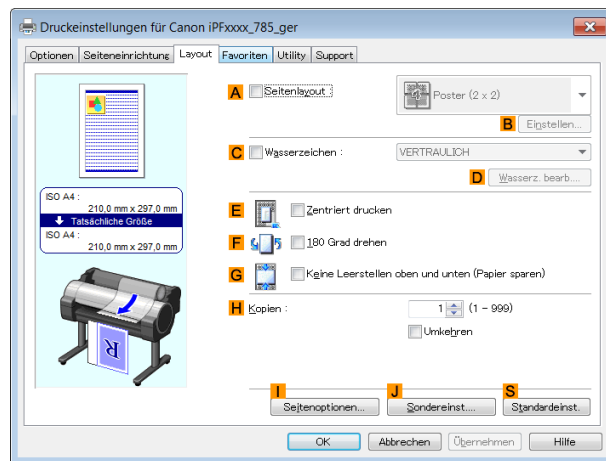 Druckeinstellungen für Canon iPFxxxx_785_ger
Optionen Seiteneinrichtung Layout Favoriten Utility Support
A Seitenlayout : Poster (2 x 2)
B Einstellen...
C Wasserzeichen : VERTRAULICH
D Wasserz. bearb....
ISO A4 :
210,0 mm x 297,0 mm
Tatsächliche Größe
ISO A4 :
210,0 mm x 297,0 mm
E Zentriert drucken
F 180 Grad drehen
G Keine Leerstellen oben und unten (Papier sparen)
H Kopien : 1 (1 - 999)
Umkehren
R
I J S
Seitenoptionen... Sondereinst.... Standardeinst.
OK Abbrechen Übernehmen Hilfe